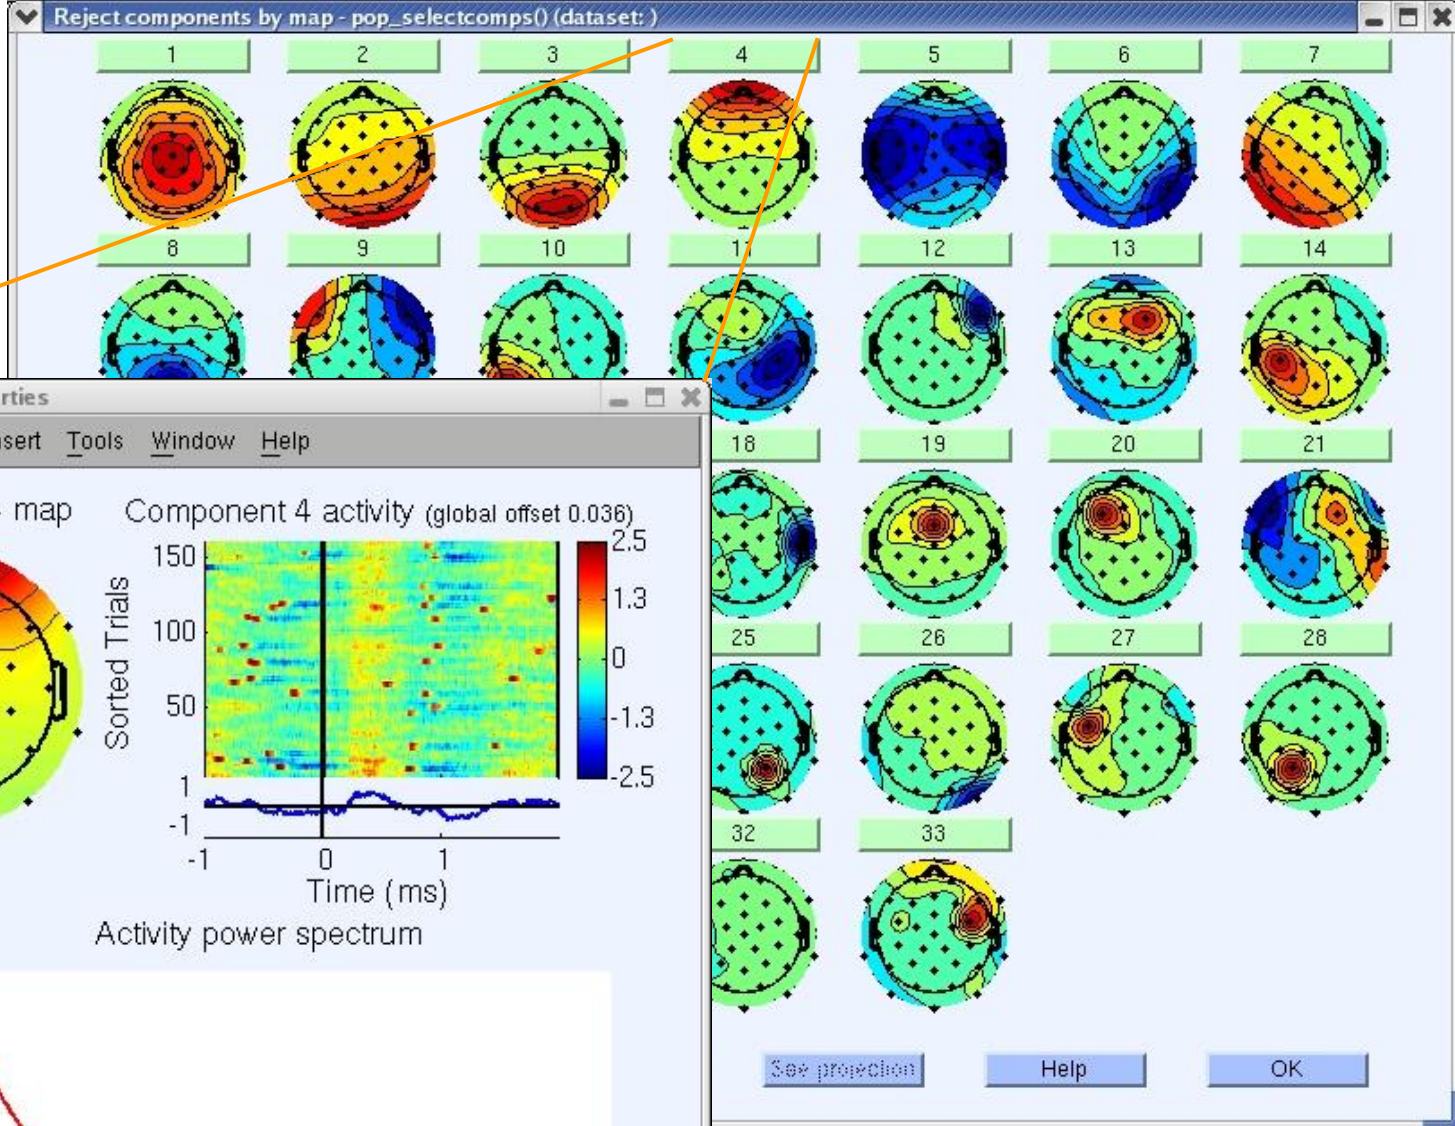 Reject components by map - pop_selectcomps() (dataset: )
1 2 3 4 5 6 7
8 9 10 11 12 13 14
rties
sert Tools Window Help
18 19 20 21
map
Component 4 activity (global offset 0.036)
Sorted Trials
150
100
50
1
-1
2.5
1.3
0
-1.3
-2.5
-1 0 1
Time (ms)
Activity power spectrum
25 26 27 28
32 33
See projection Help OK